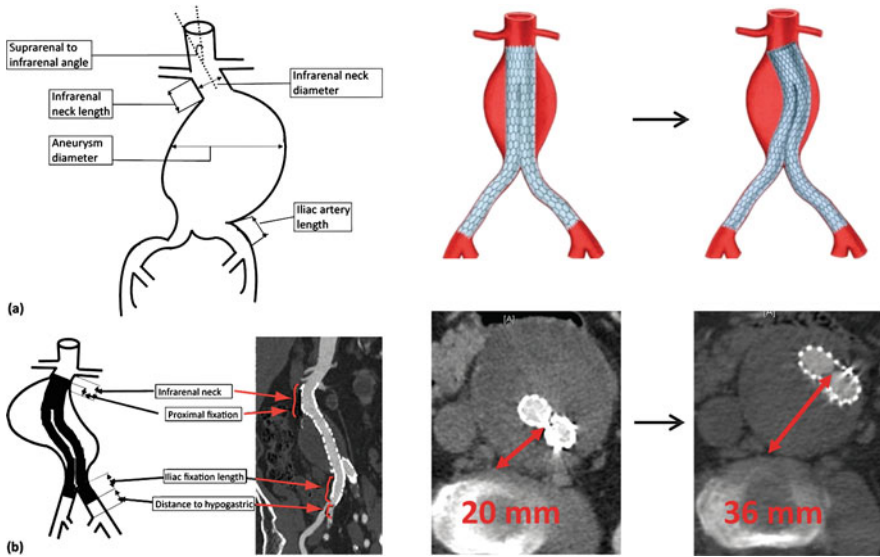 Suprarenal to
infrarenal angle
Infrarenal neck
diameter
Infrarenal
neck length
Aneurysm
diameter
Iliac artery
length
(a)
[A]
[A]
Infrarenal neck
Proximal fixation
Iliac fixation length
Distance to hypogastric
20 mm
36 mm
(b)